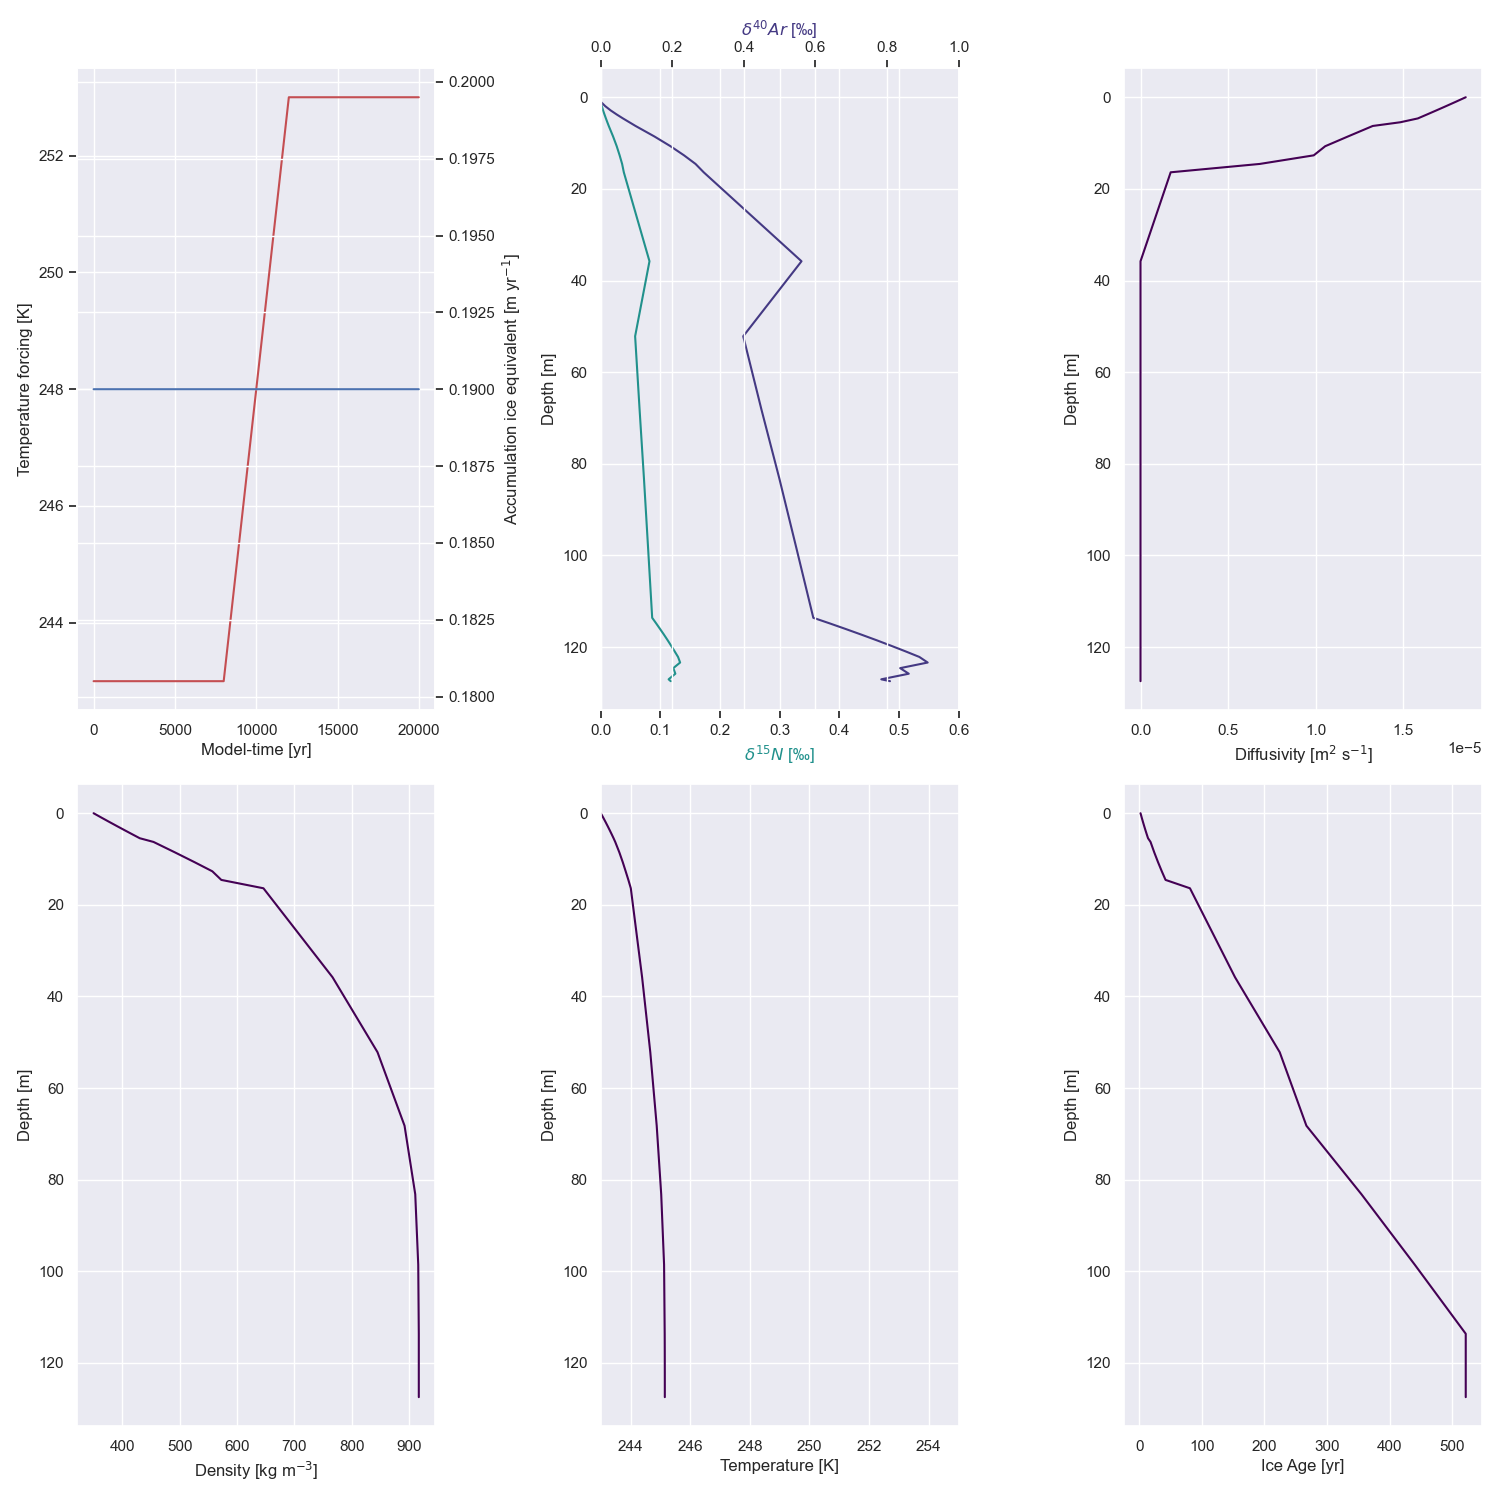 δ⁴⁰Ar [‰]
0.0 0.2 0.4 0.6 0.8 1.0
Temperature forcing [K]
252
250
248
246
244
0.2000
0.1975
0.1950
0.1925
0.1900
0.1875
0.1850
0.1825
0.1800
Accumulation ice equivalent [m yr⁻¹]
0 5000 10000 15000 20000
Model-time [yr]
Depth [m]
0
20
40
60
80
100
120
0.0 0.1 0.2 0.3 0.4 0.5 0.6
δ¹⁵N [‰]
Depth [m]
0
20
40
60
80
100
120
0.0 0.5 1.0 1.5
1e−5
Diffusivity [m² s⁻¹]
Depth [m]
0
20
40
60
80
100
120
400 500 600 700 800 900
Density [kg m⁻³]
Depth [m]
0
20
40
60
80
100
120
244 246 248 250 252 254
Temperature [K]
Depth [m]
0
20
40
60
80
100
120
0 100 200 300 400 500
Ice Age [yr]